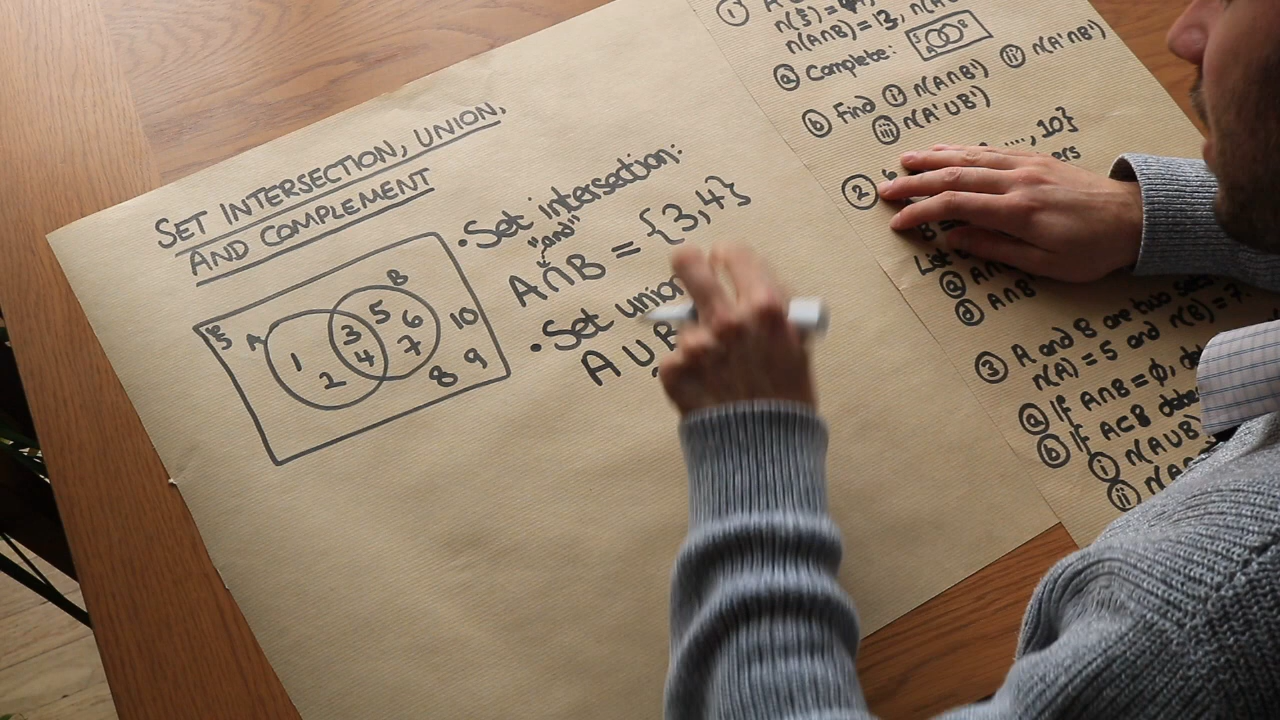 SET INTERSECTION, UNION,
AND COMPLEMENT
ξ
A
B
1
2
3
4
5
6
7
8
9
10
• Set intersection:
"and"
A∩B = {3,4}
• Set union
A∪B
①
n(ξ) =
n(A∩B) = 13,
ⓐ Complete:
ξ
A
B
ⓑ Find ⓘ n(A∩B') ⓘⓘ n(A'∩B')
ⓘⓘⓘ n(A'∪B')
② ...., 10}
B =
ⓐ
ⓓ A∩B
③ A and B are two sets
n(A) = 5 and n(B) = 7.
ⓐ If A∩B = ∅,
ⓑ If A⊂B
ⓘ n(A∪B)
ⓘⓘ